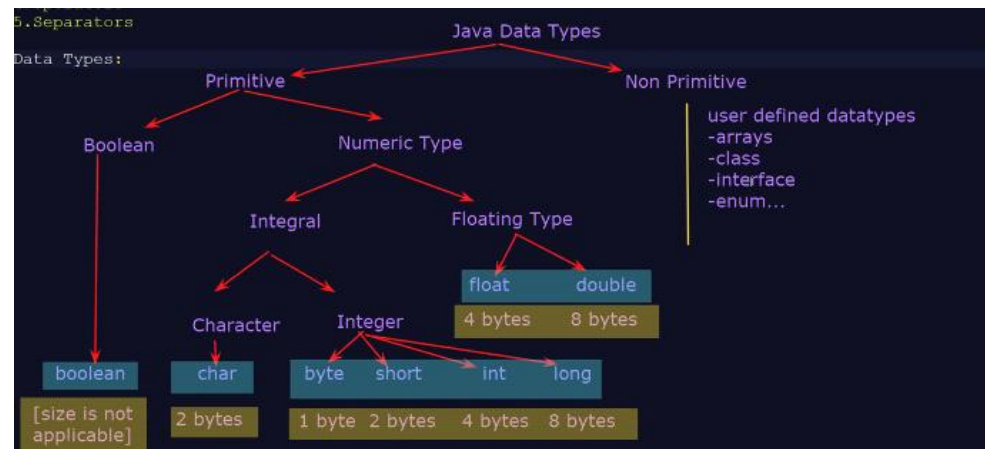 5.Separators
Java Data Types
Data Types:
Primitive
Non Primitive
user defined datatypes
-arrays
-class
-interface
-enum...
Boolean
Numeric Type
Integral
Floating Type
float double
4 bytes 8 bytes
Character
Integer
boolean char byte short int long
[size is not
applicable]
2 bytes
1 byte 2 bytes 4 bytes 8 bytes